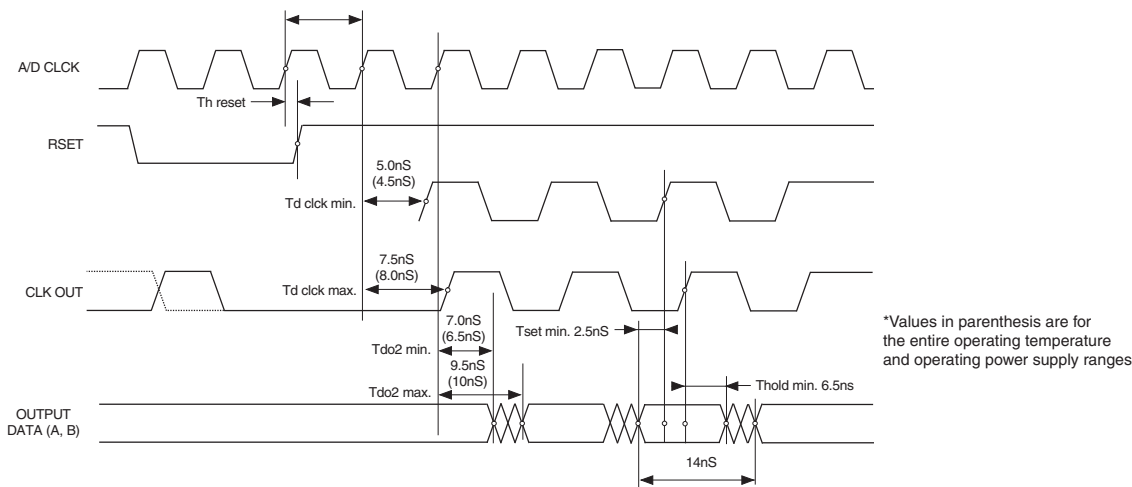 A/D CLCK
Th reset
RSET
5.0nS
(4.5nS)
Td clck min.
7.5nS
(8.0nS)
CLK OUT
Td clck max.
7.0nS
(6.5nS)
Tset min. 2.5nS
Tdo2 min.
9.5nS
(10nS)
Tdo2 max.
Thold min. 6.5ns
OUTPUT
DATA (A, B)
14nS
*Values in parenthesis are for
the entire operating temperature
and operating power supply ranges